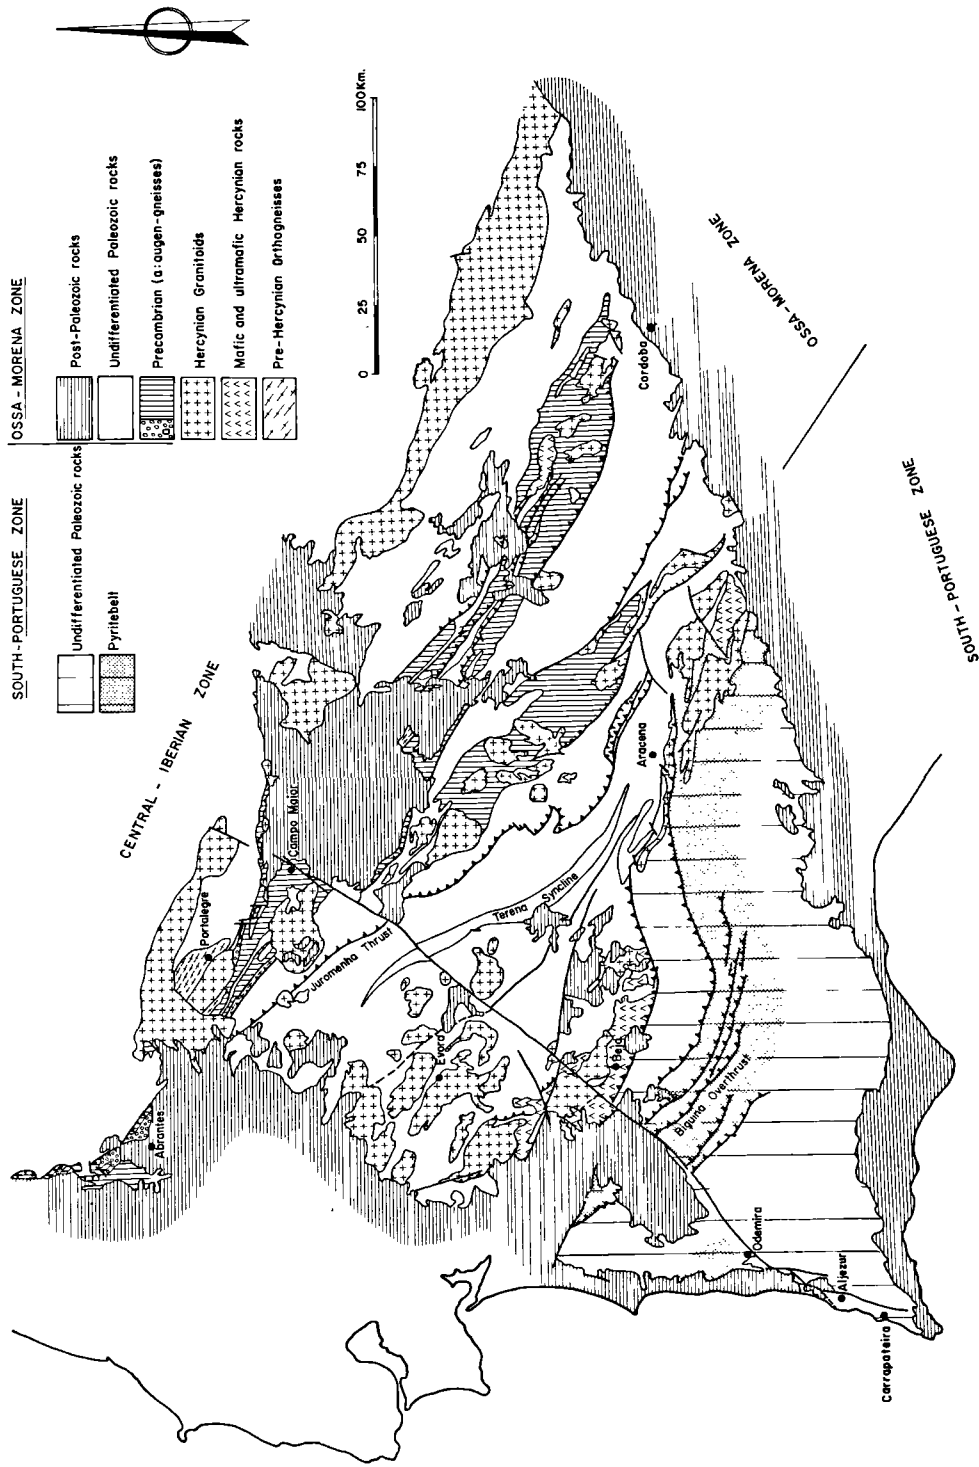 SOUTH-PORTUGUESE ZONE
Undifferentiated Paleozoic rocks
Pyritebelt
OSSA-MORENA ZONE
Post-Paleozoic rocks
Undifferentiated Paleozoic rocks
Precambrian (a: augen-gneisses)
Hercynian Granitoids
Mafic and ultramafic Hercynian rocks
Pre-Hercynian Orthogneisses
0 25 50 75 100Km.
CENTRAL - IBERIAN ZONE
Abrantes
Portalegre
Campo Maior
Juromenha Thrust
Evora
Terena Syncline
Beja
Aracena
Cordoba
Biguina Overthrust
Odemira
Aljezur
Carrapateira
OSSA-MORENA ZONE
SOUTH-PORTUGUESE ZONE